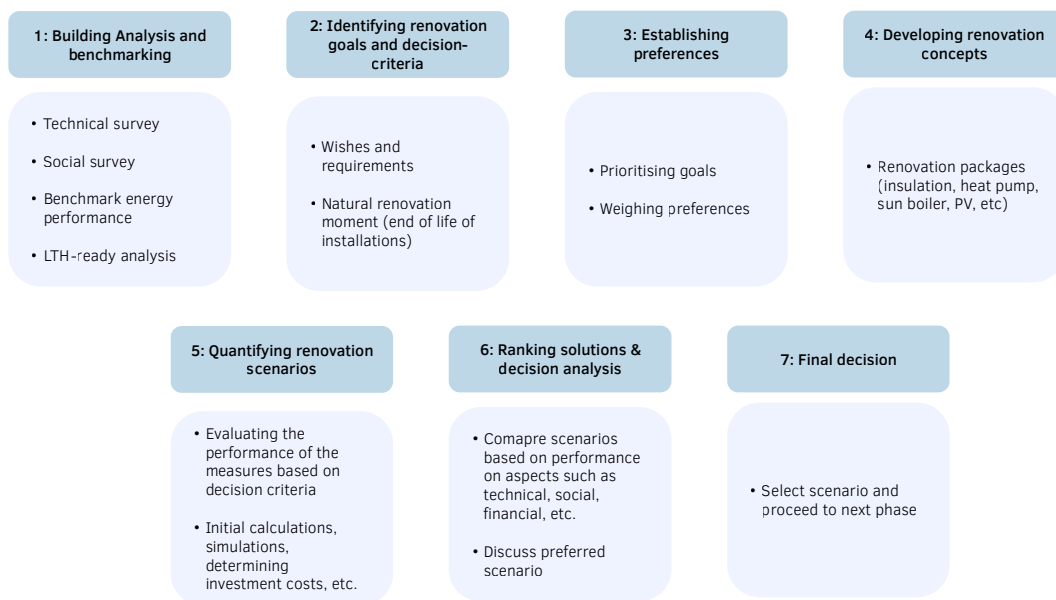 1: Building Analysis and
benchmarking
• Technical survey
• Social survey
• Benchmark energy
performance
• LTH-ready analysis
2: Identifying renovation
goals and decision-
criteria
• Wishes and
requirements
• Natural renovation
moment (end of life of
installations)
3: Establishing
preferences
• Prioritising goals
• Weighing preferences
4: Developing renovation
concepts
• Renovation packages
(insulation, heat pump,
sun boiler, PV, etc)
5: Quantifying renovation
scenarios
• Evaluating the
performance of the
measures based on
decision criteria
• Initial calculations,
simulations,
determining
investment costs, etc.
6: Ranking solutions &
decision analysis
• Comapre scenarios
based on performance
on aspects such as
technical, social,
financial, etc.
• Discuss preferred
scenario
7: Final decision
• Select scenario and
proceed to next phase